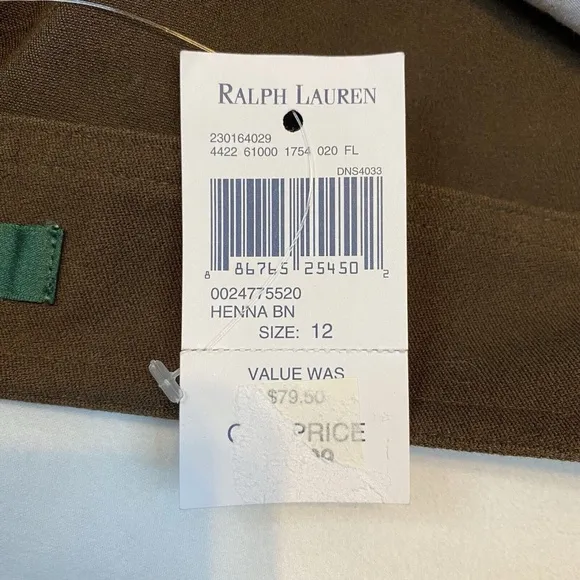 RALPH LAUREN
230164029
4422 61000 1754 020 FL
DNS4033
8 86765 25450 2
0024775520
HENNA BN
SIZE: 12
VALUE WAS
$79.50
PRICE